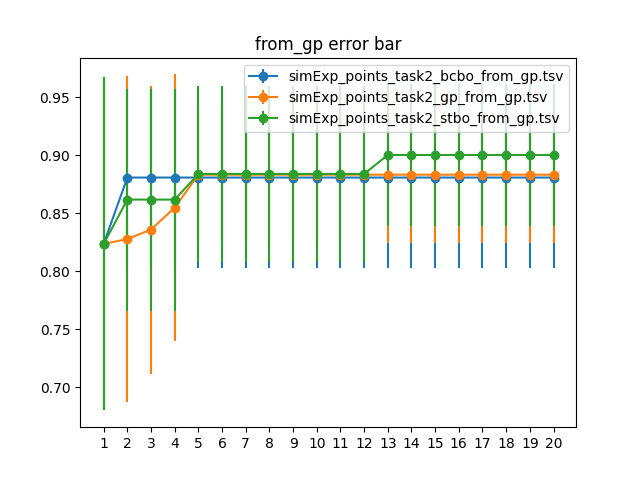 from_gp error bar
simExp_points_task2_bcbo_from_gp.tsv
simExp_points_task2_gp_from_gp.tsv
simExp_points_task2_stbo_from_gp.tsv
0.95
0.90
0.85
0.80
0.75
0.70
1 2 3 4 5 6 7 8 9 10 11 12 13 14 15 16 17 18 19 20